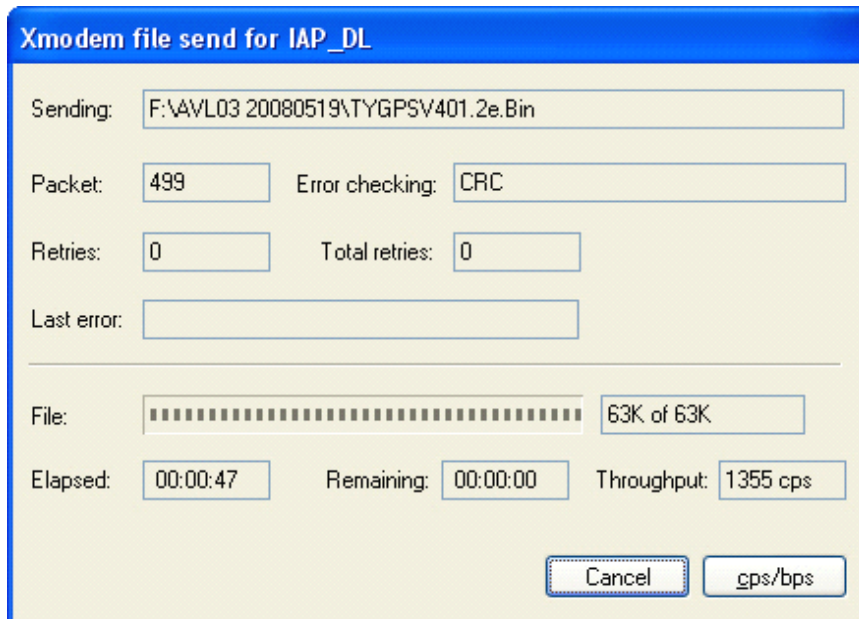 Xmodem file send for IAP_DL
Sending: F:\AVL03 20080519\TYGPSV401.2e.Bin
Packet: 499 Error checking: CRC
Retries: 0 Total retries: 0
Last error:
File: 63K of 63K
Elapsed: 00:00:47 Remaining: 00:00:00 Throughput: 1355 cps
Cancel cps/bps